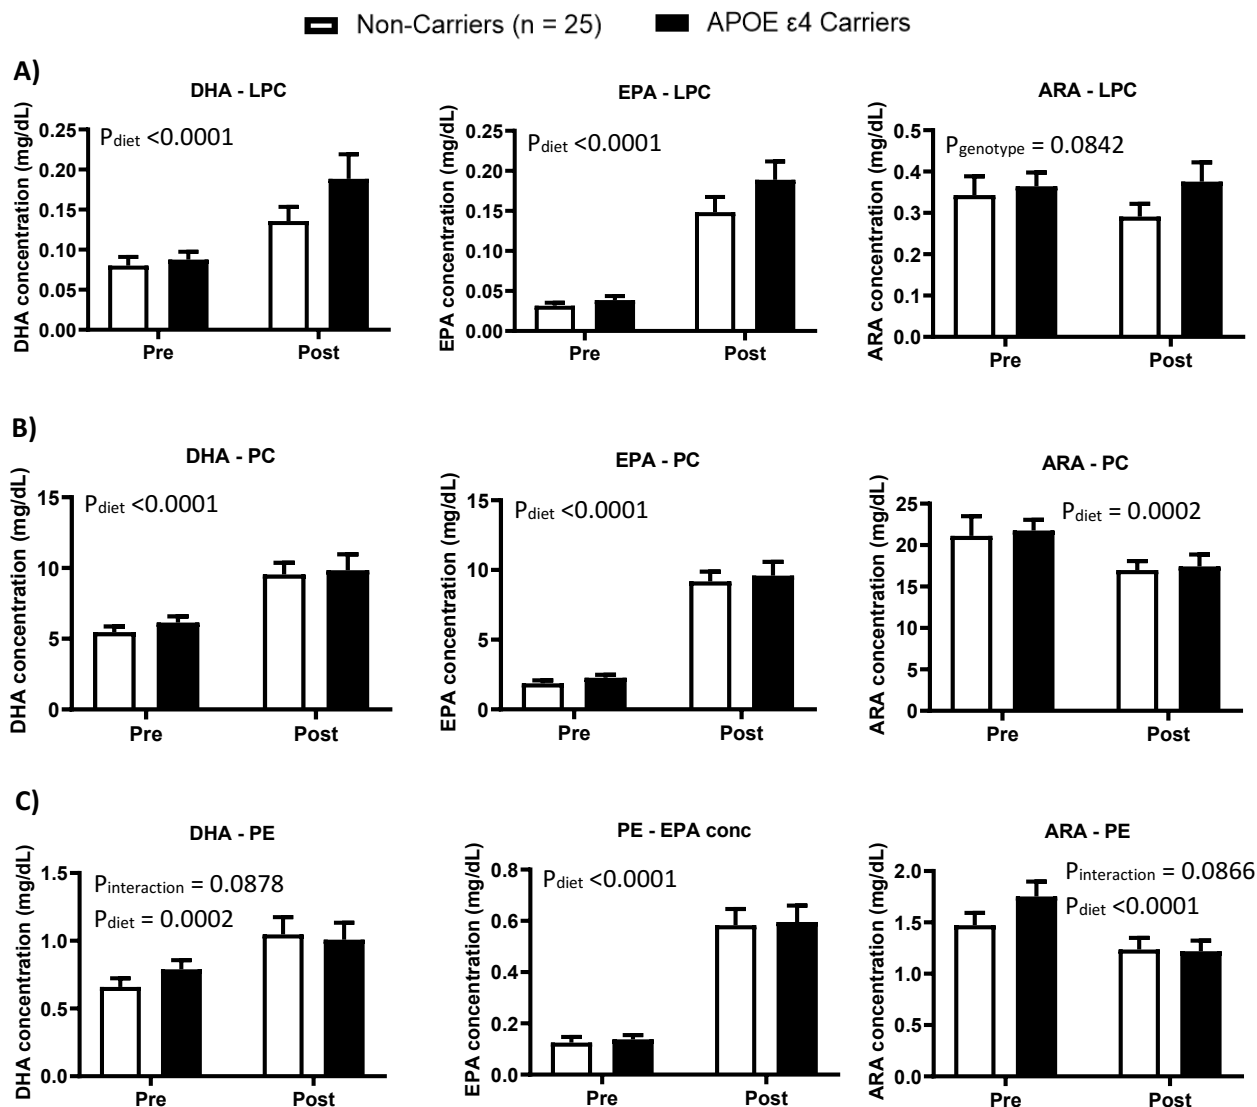 Non-Carriers (n = 25) APOE ε4 Carriers
A)
DHA - LPC
DHA concentration (mg/dL)
0.25
0.20
0.15
0.10
0.05
0.00
Pdiet <0.0001
Pre Post
EPA - LPC
EPA concentration (mg/dL)
0.25
0.20
0.15
0.10
0.05
0.00
Pdiet <0.0001
Pre Post
ARA - LPC
ARA concentration (mg/dL)
0.5
0.4
0.3
0.2
0.1
0.0
Pgenotype = 0.0842
Pre Post
B)
DHA - PC
DHA concentration (mg/dL)
15
10
5
0
Pdiet <0.0001
Pre Post
EPA - PC
EPA concentration (mg/dL)
15
10
5
0
Pdiet <0.0001
Pre Post
ARA - PC
ARA concentration (mg/dL)
25
20
15
10
5
0
Pdiet = 0.0002
Pre Post
C)
DHA - PE
DHA concentration (mg/dL)
1.5
1.0
0.5
0.0
Pinteraction = 0.0878
Pdiet = 0.0002
Pre Post
PE - EPA conc
EPA concentration (mg/dL)
0.8
0.6
0.4
0.2
0.0
Pdiet <0.0001
Pre Post
ARA - PE
ARA concentration (mg/dL)
2.0
1.5
1.0
0.5
0.0
Pinteraction = 0.0866
Pdiet <0.0001
Pre Post